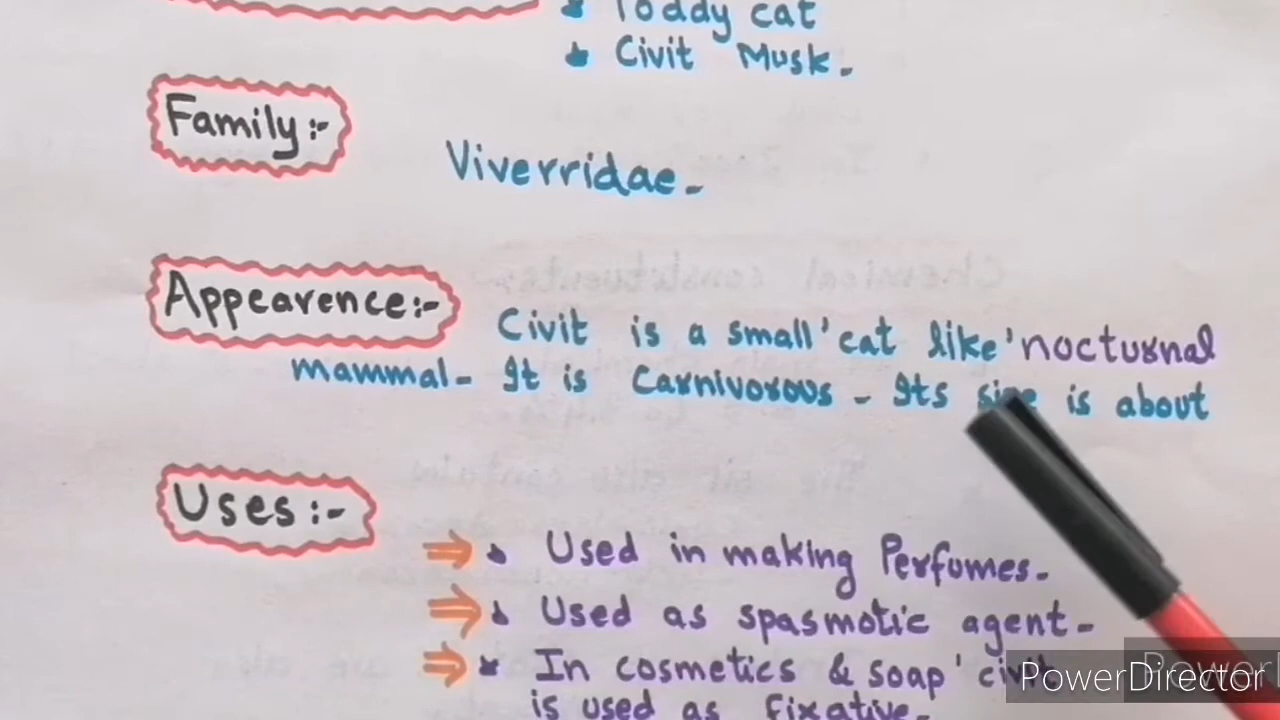 Toddy cat
Civit Musk.
Family:-
Viverridae.
Appearence:-
Civit is a small 'cat like' nocturnal
mammal. It is Carnivorous. Its size is about
Uses:-
Used in making Perfumes.
Used as spasmotic agent.
In cosmetics & soap 'civit
is used as fixative.
PowerDirector